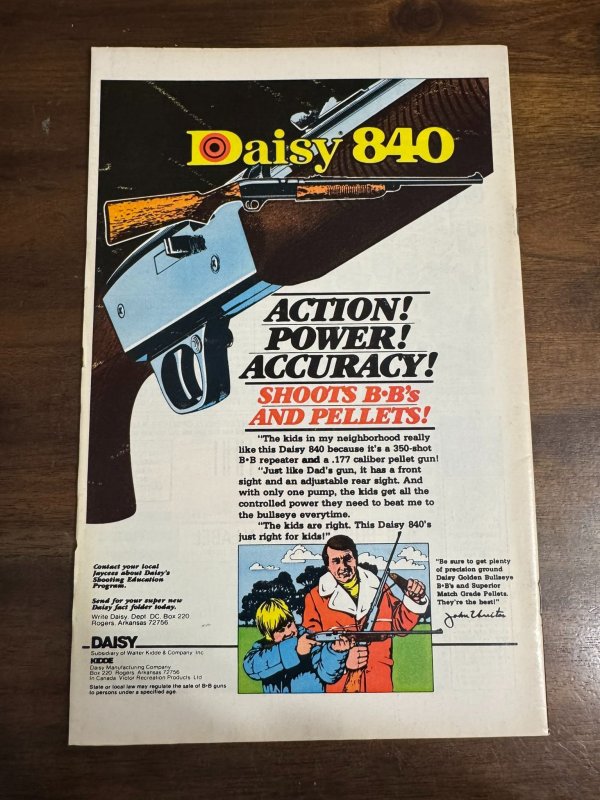 Daisy 840
ACTION!
POWER!
ACCURACY!
SHOOTS B•B's
AND PELLETS!
"The kids in my neighborhood really
like this Daisy 840 because it's a 350-shot
B•B repeater and a .177 caliber pellet gun!
"Just like Dad's gun, it has a front
sight and an adjustable rear sight. And
with only one pump, the kids get all the
controlled power they need to beat me to
the bullseye everytime.
"The kids are right. This Daisy 840's
just right for kids!"
Contact your local
Jaycees about Daisy's
Shooting Education
Program.
Send for your super new
Daisy fact folder today.
Write Daisy, Dept. DC, Box 220
Rogers, Arkansas 72756
DAISY
Subsidiary of Walter Kidde & Company, Inc.
KIDDE
Daisy Manufacturing Company
Box 220, Rogers, Arkansas 72756
In Canada: Victor Recreation Products, Ltd.
State or local law may regulate the sale of B•B guns
to persons under a specified age.
"Be sure to get plenty
of precision ground
Daisy Golden Bullseye
B•B's and Superior
Match Grade Pellets.
They're the best!"